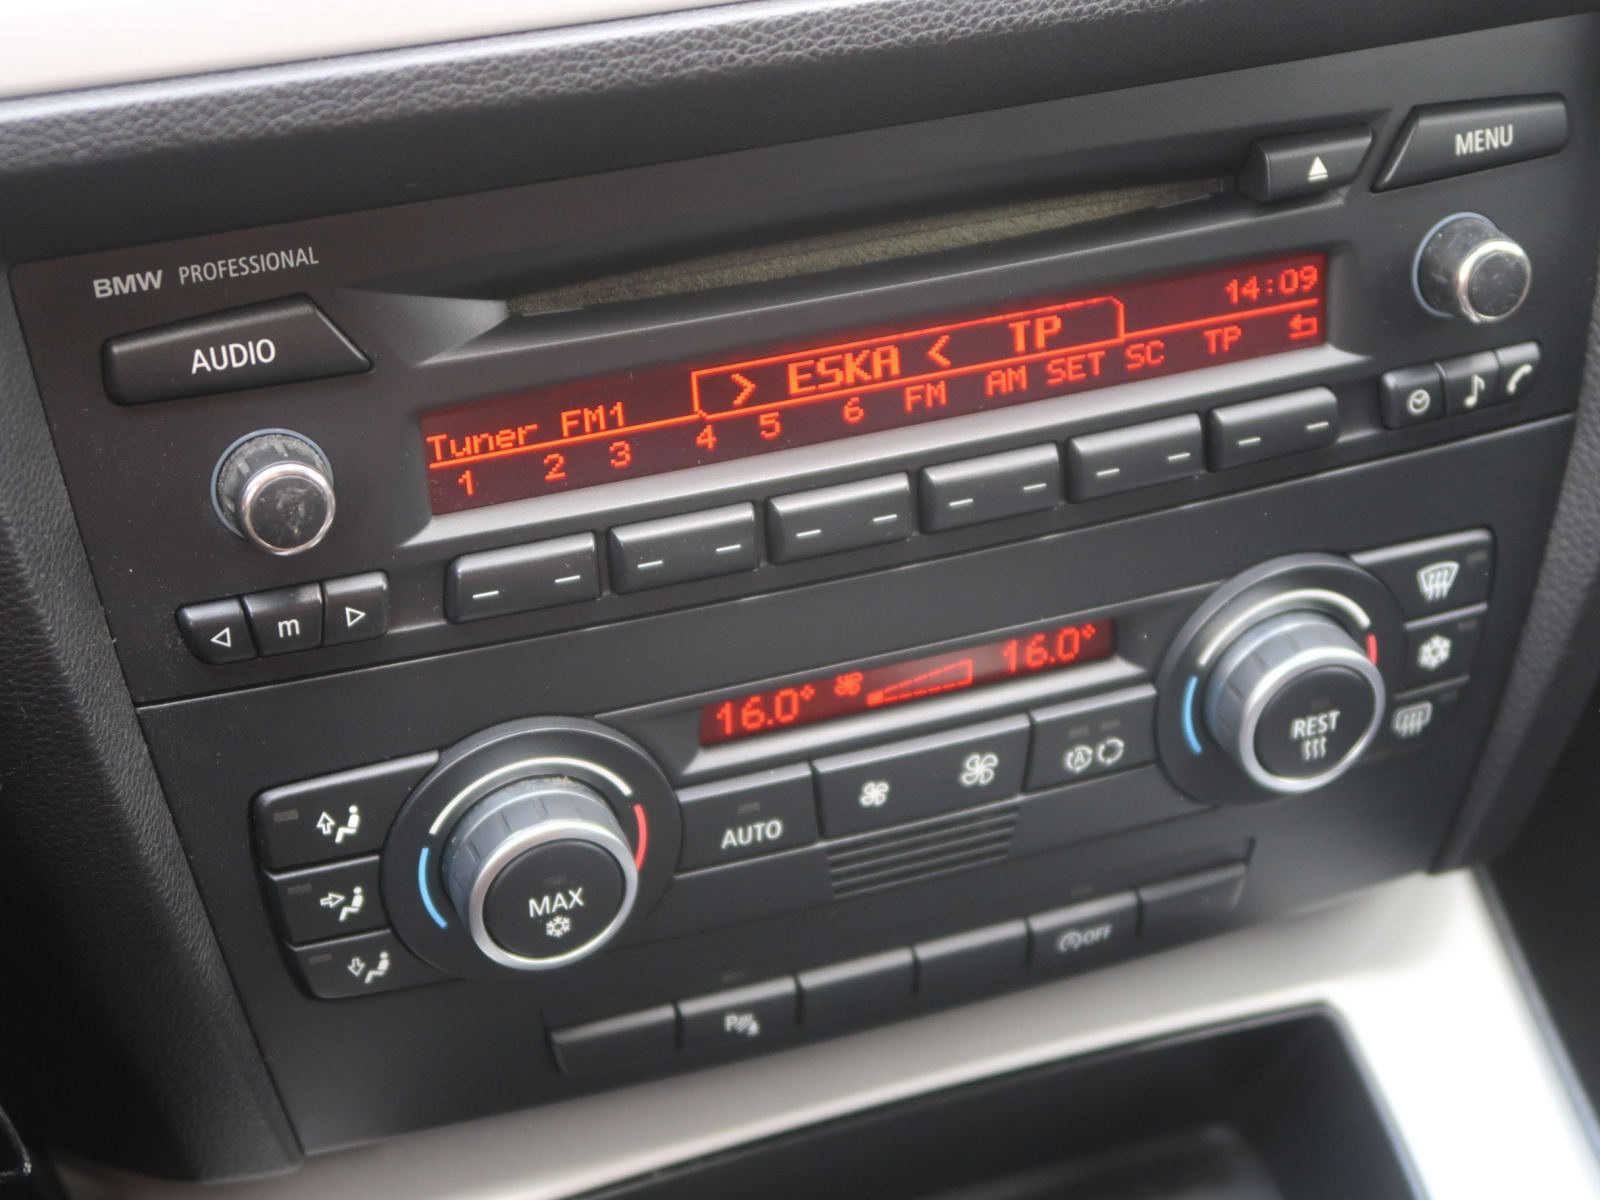 MENU
BMW PROFESSIONAL
AUDIO
14:09
> ESKA < TP
Tuner FM1
1 2 3 4 5 6 FM AM SET SC TP
m
16.0° 16.0°
REST
AUTO
A
MAX
OFF
P